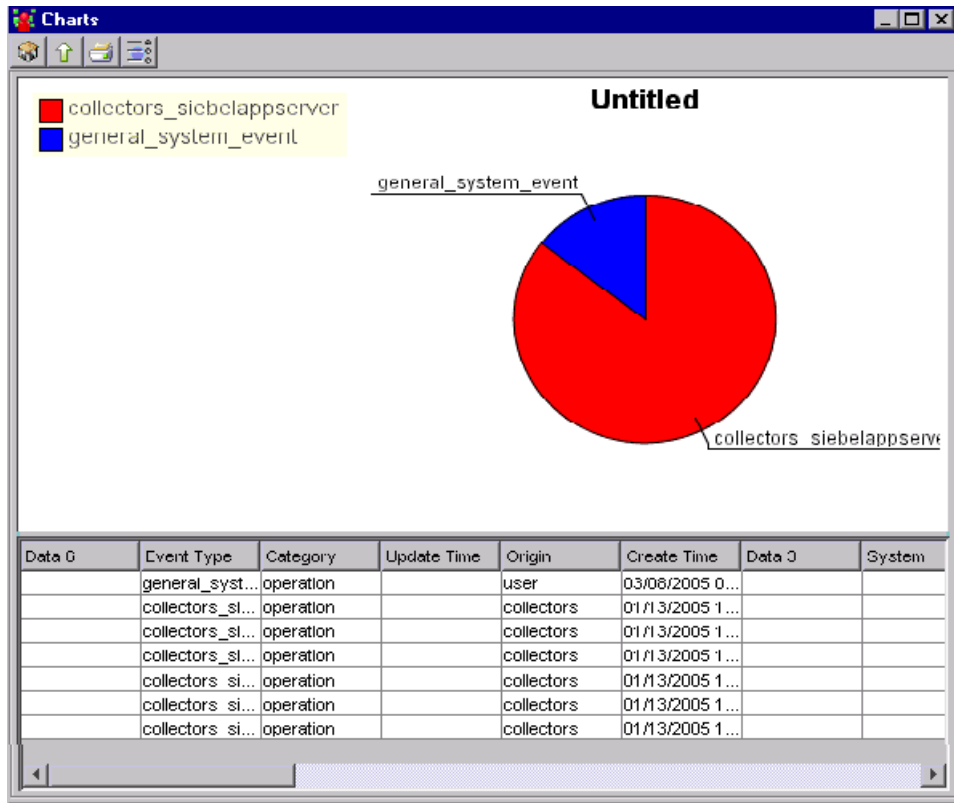 Charts
collectors_siebelappserver
general_system_event
Untitled
general_system_event
collectors_siebelappserve
Data 6 Event Type Category Update Time Origin Create Time Data 3 System
general_syst... operation user 03/08/2005 0...
collectors_si... operation collectors 01/13/2005 1...
collectors_si... operation collectors 01/13/2005 1...
collectors_si... operation collectors 01/13/2005 1...
collectors_si... operation collectors 01/13/2005 1...
collectors_si... operation collectors 01/13/2005 1...
collectors_si... operation collectors 01/13/2005 1...